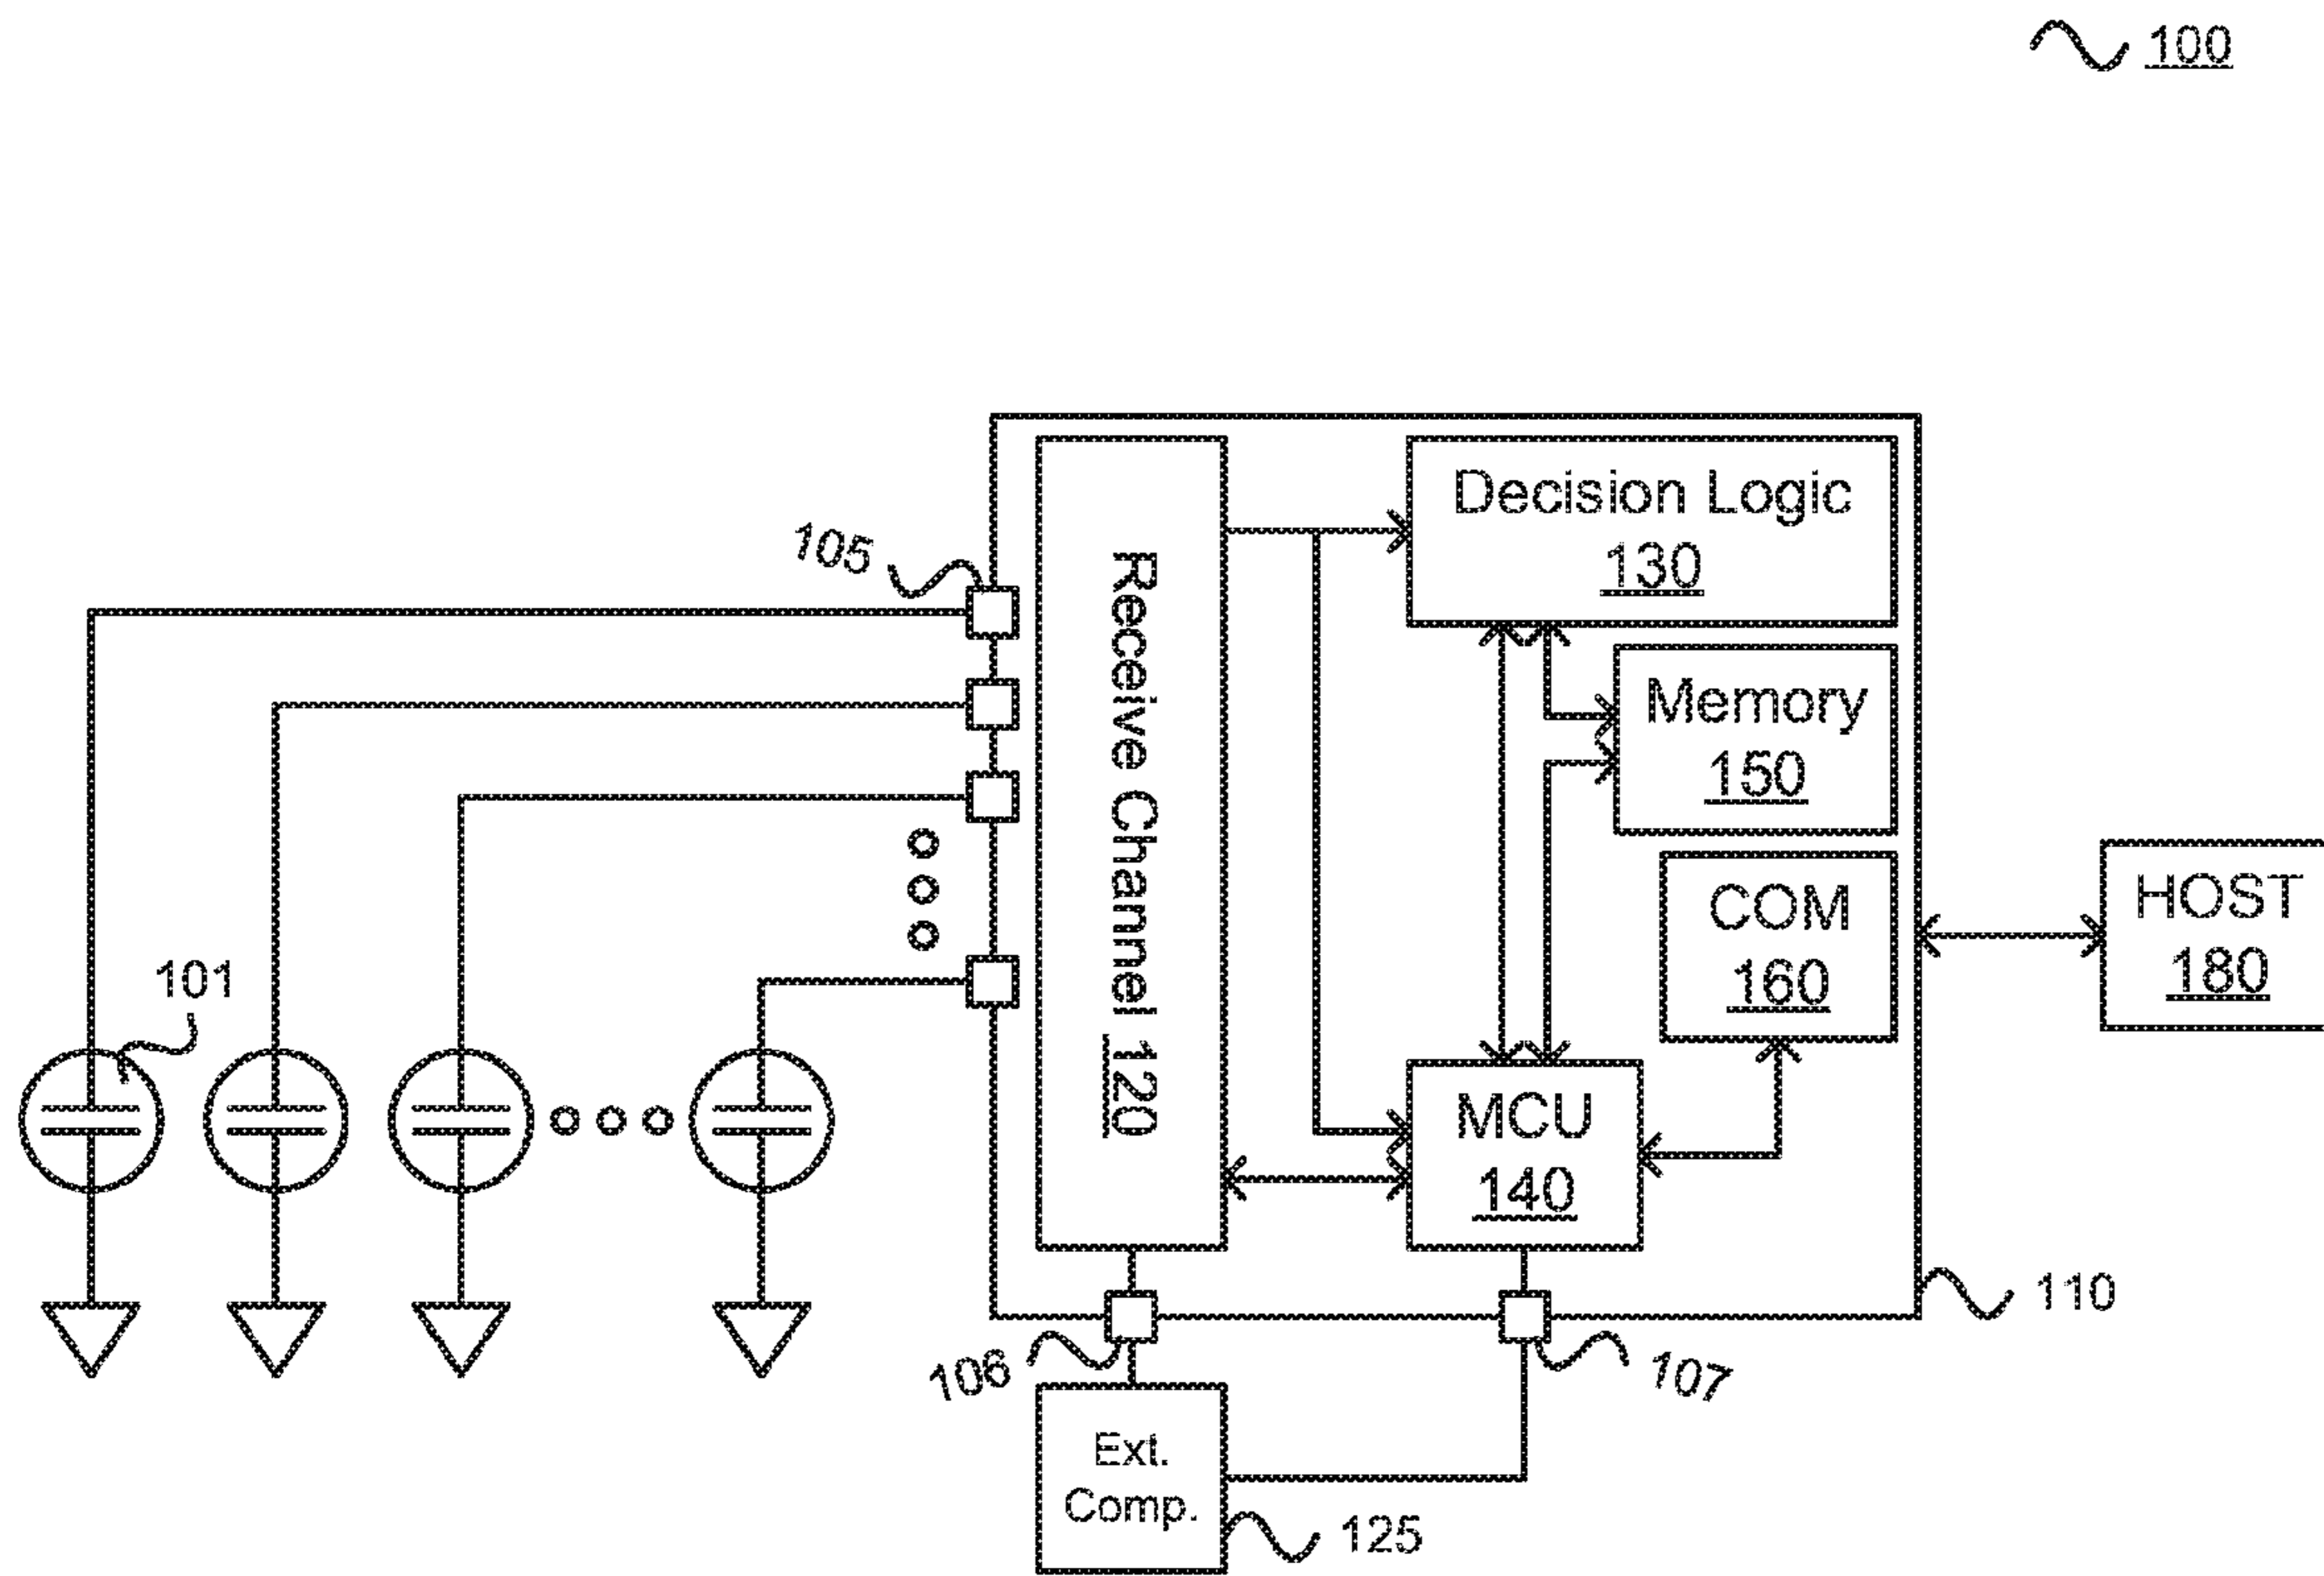 100
105
Decision Logic
130
Receive Channel 120
Memory
150
COM
160
HOST
180
101
MCU
140
110
106
107
Ext.
Comp.
125